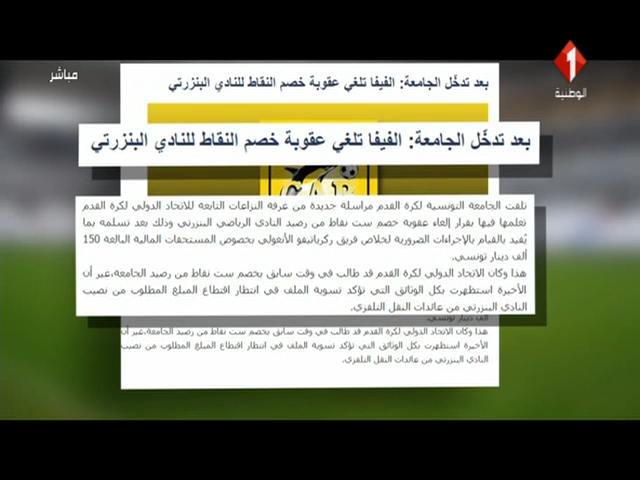 مباشر
1
الوطنية
بعد تدخّل الجامعة: الفيفا تلغي عقوبة خصم النقاط للنادي البنزرتي
بعد تدخّل الجامعة: الفيفا تلغي عقوبة خصم النقاط للنادي البنزرتي
تلقت الجامعة التونسية لكرة القدم مراسلة جديدة من غرفة النزاعات التابعة للاتحاد الدولي لكرة القدم
تعلمها فيها بقرار إلغاء عقوبة خصم ست نقاط من رصيد النادي الرياضي البنزرتي وذلك بعد تسلمه بما
يُفيد بالقيام بالإجراءات الضرورية لخلاص فريق ركرياتيفو الأنغولي بخصوص المستحقات المالية البالغة 150
ألف دينار تونسي.
هذا وكان الاتحاد الدولي لكرة القدم قد طالب في وقت سابق بخصم ست نقاط من رصيد الجامعة،غير أن
الأخيرة استظهرت بكل الوثائق التي تؤكد تسوية الملف في انتظار اقتطاع المبلغ المطلوب من نصيب
النادي البنزرتي من عائدات النقل التلفزي.
ألف دينار تونسي.
هذا وكان الاتحاد الدولي لكرة القدم قد طالب في وقت سابق بخصم ست نقاط من رصيد الجامعة،غير أن
الأخيرة استظهرت بكل الوثائق التي تؤكد تسوية الملف في انتظار اقتطاع المبلغ المطلوب من نصيب
النادي البنزرتي من عائدات النقل التلفزي.